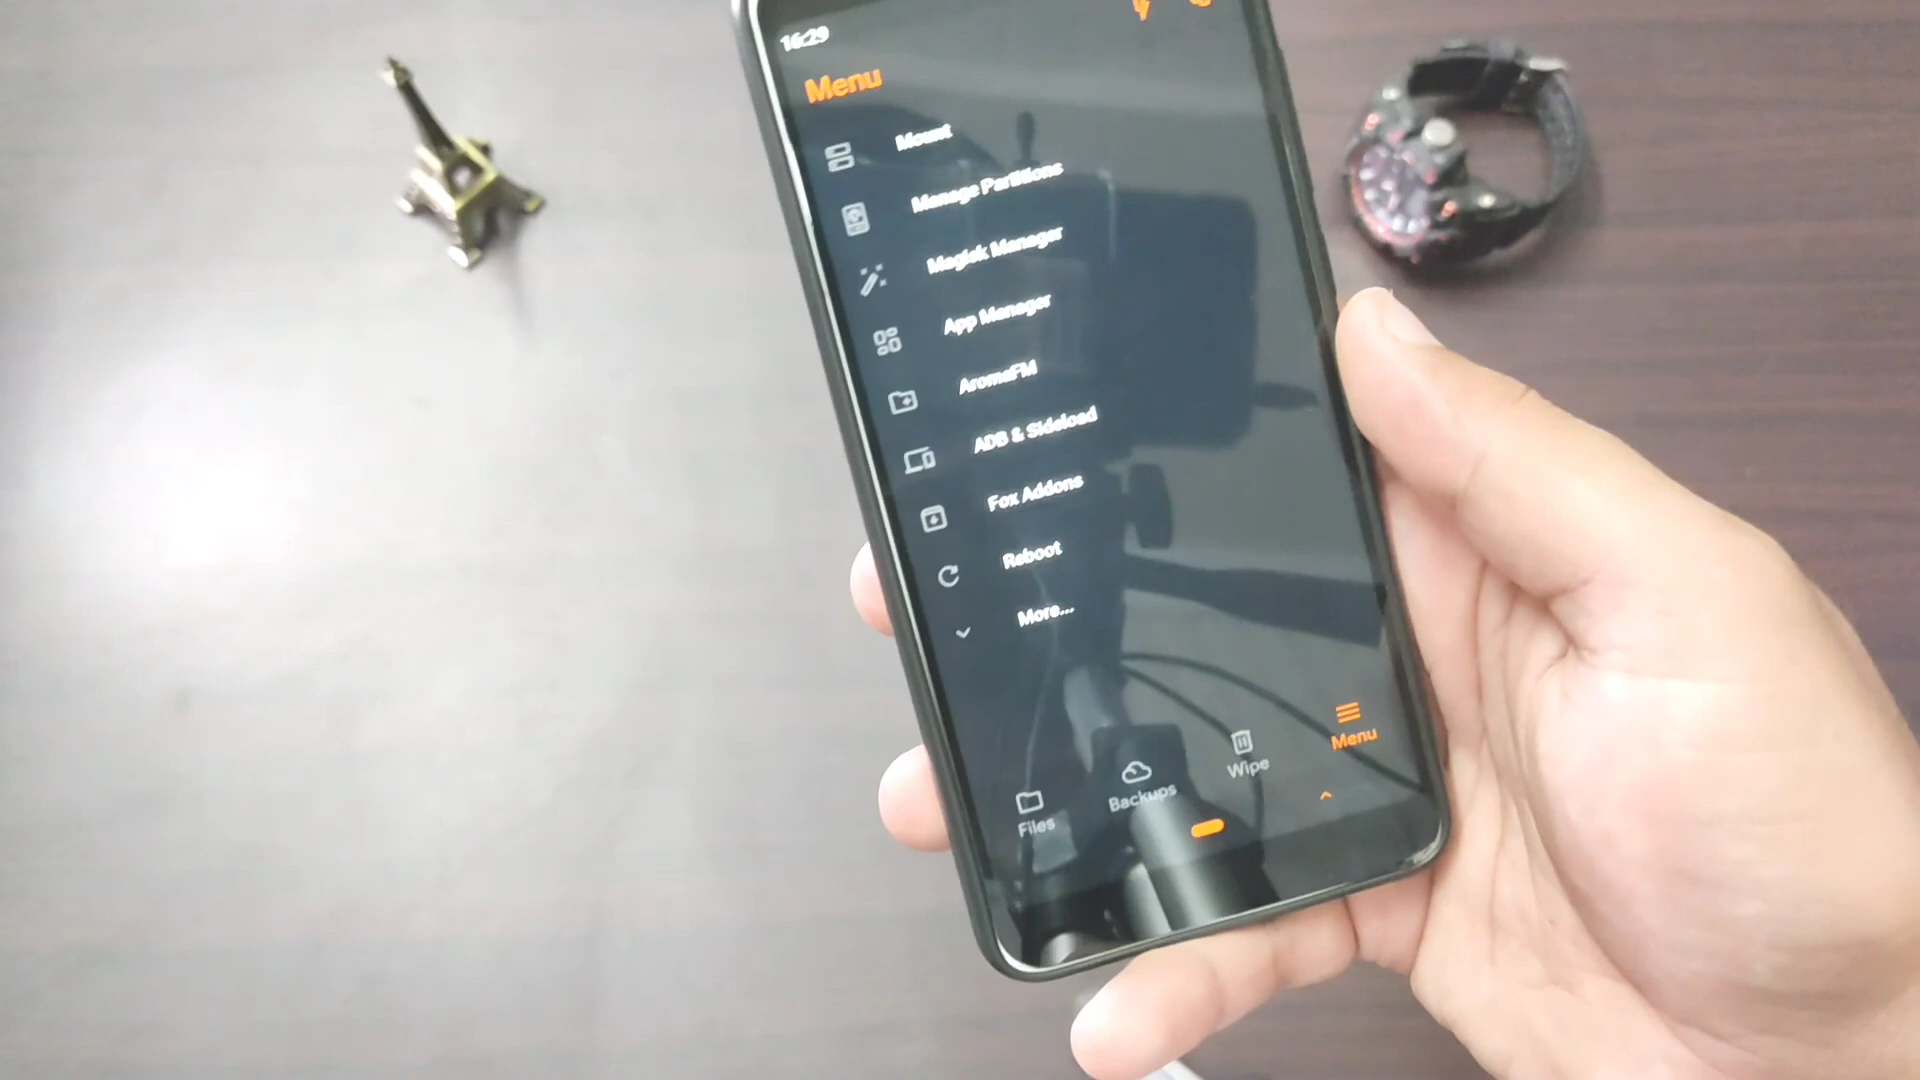 16:29
Menu
Mount
Manage Partitions
Magisk Manager
App Manager
AromaFM
ADB & Sideload
Fox Addons
Reboot
More...
Files
Backups
Wipe
Menu